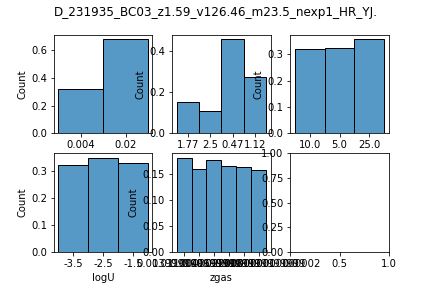 D_231935_BC03_z1.59_v126.46_m23.5_nexp1_HR_YJ.
0.6
0.4
0.2
0.0
Count
0.004 0.02
0.4
0.2
0.0
Count
1.77 2.5 0.47 1.12
0.3
0.2
0.1
0.0
Count
10.0 5.0 25.0
0.3
0.2
0.1
0.0
Count
-3.5 -2.5 -1.5
logU
0.15
0.10
0.05
0.00
Count
zgas
1.00
0.75
0.50
0.25
0.00
0.5 1.0